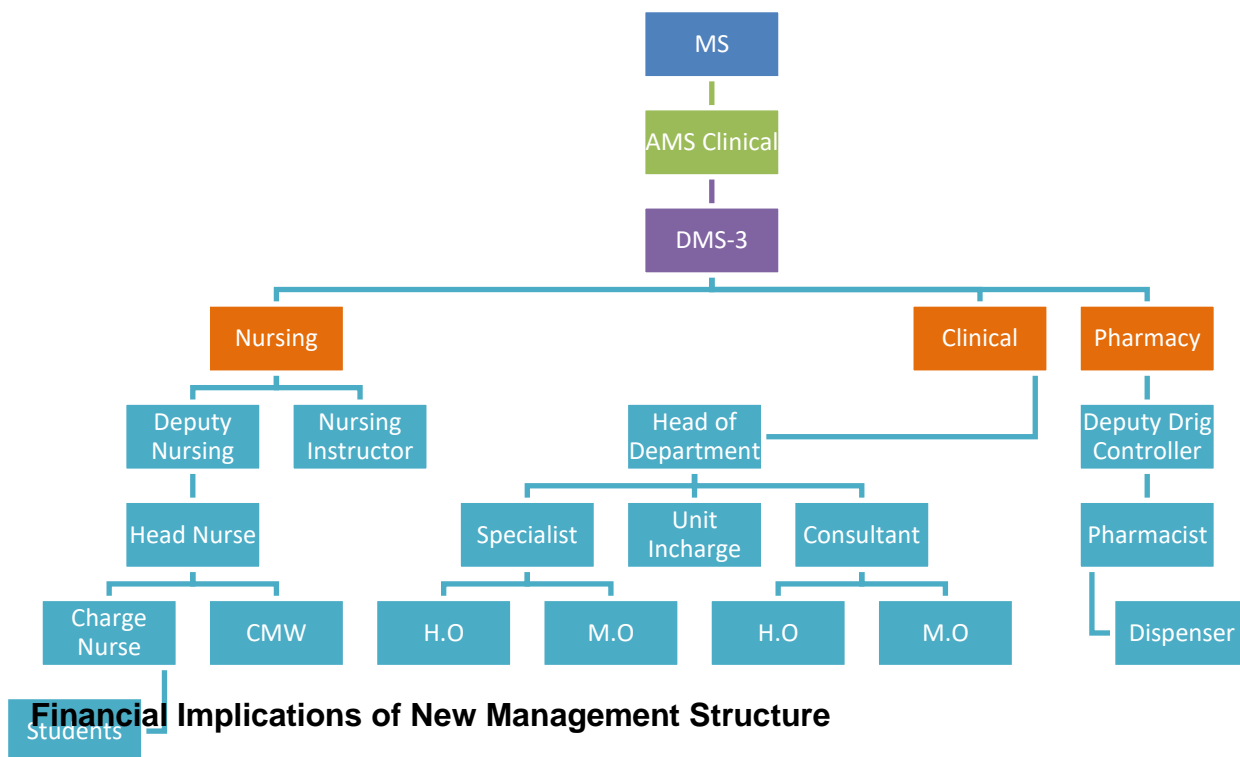 MS
AMS Clinical
DMS-3
Nursing
Clinical
Pharmacy
Deputy
Nursing
Nursing
Instructor
Head of
Department
Deputy Drig
Controller
Head Nurse
Specialist
Unit
Incharge
Consultant
Pharmacist
Charge
Nurse
CMW
H.O
M.O
H.O
M.O
Dispenser
Students
Financial Implications of New Management Structure